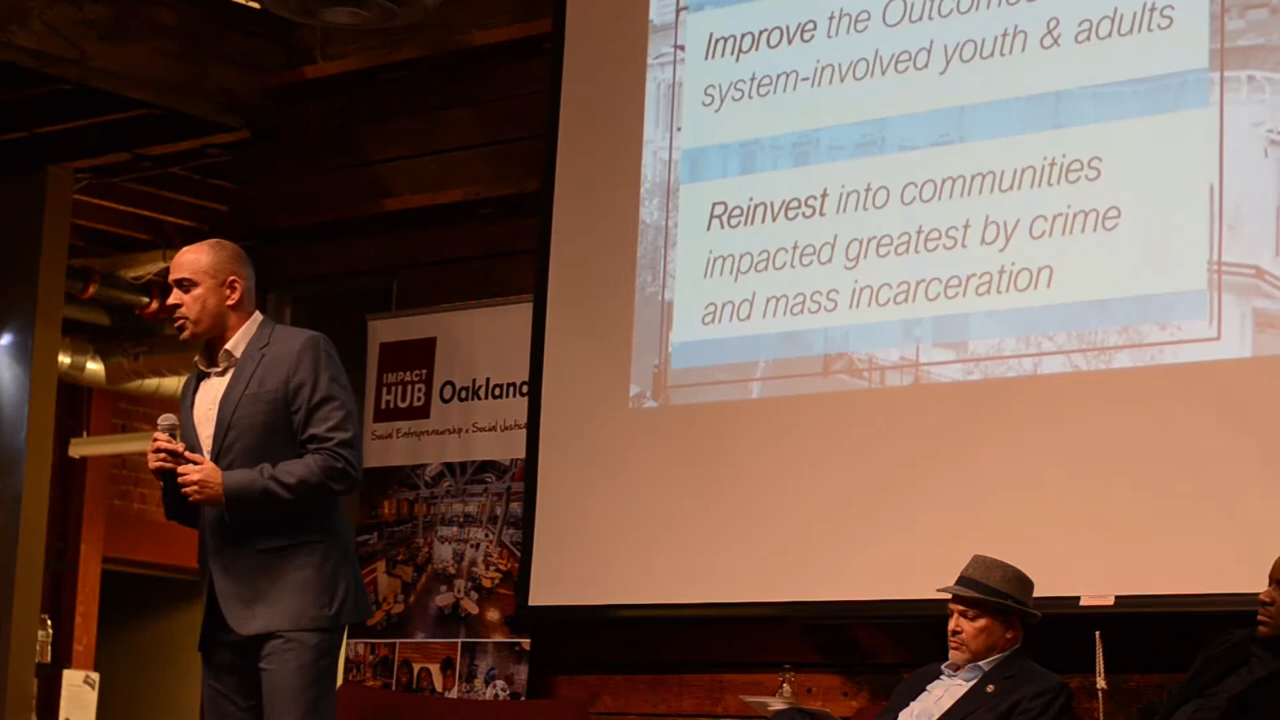 Improve the Outcomes
system-involved youth & adults
Reinvest into communities
impacted greatest by crime
and mass incarceration
IMPACT
HUB
Oakland
Social Entrepreneurship x Social Justice